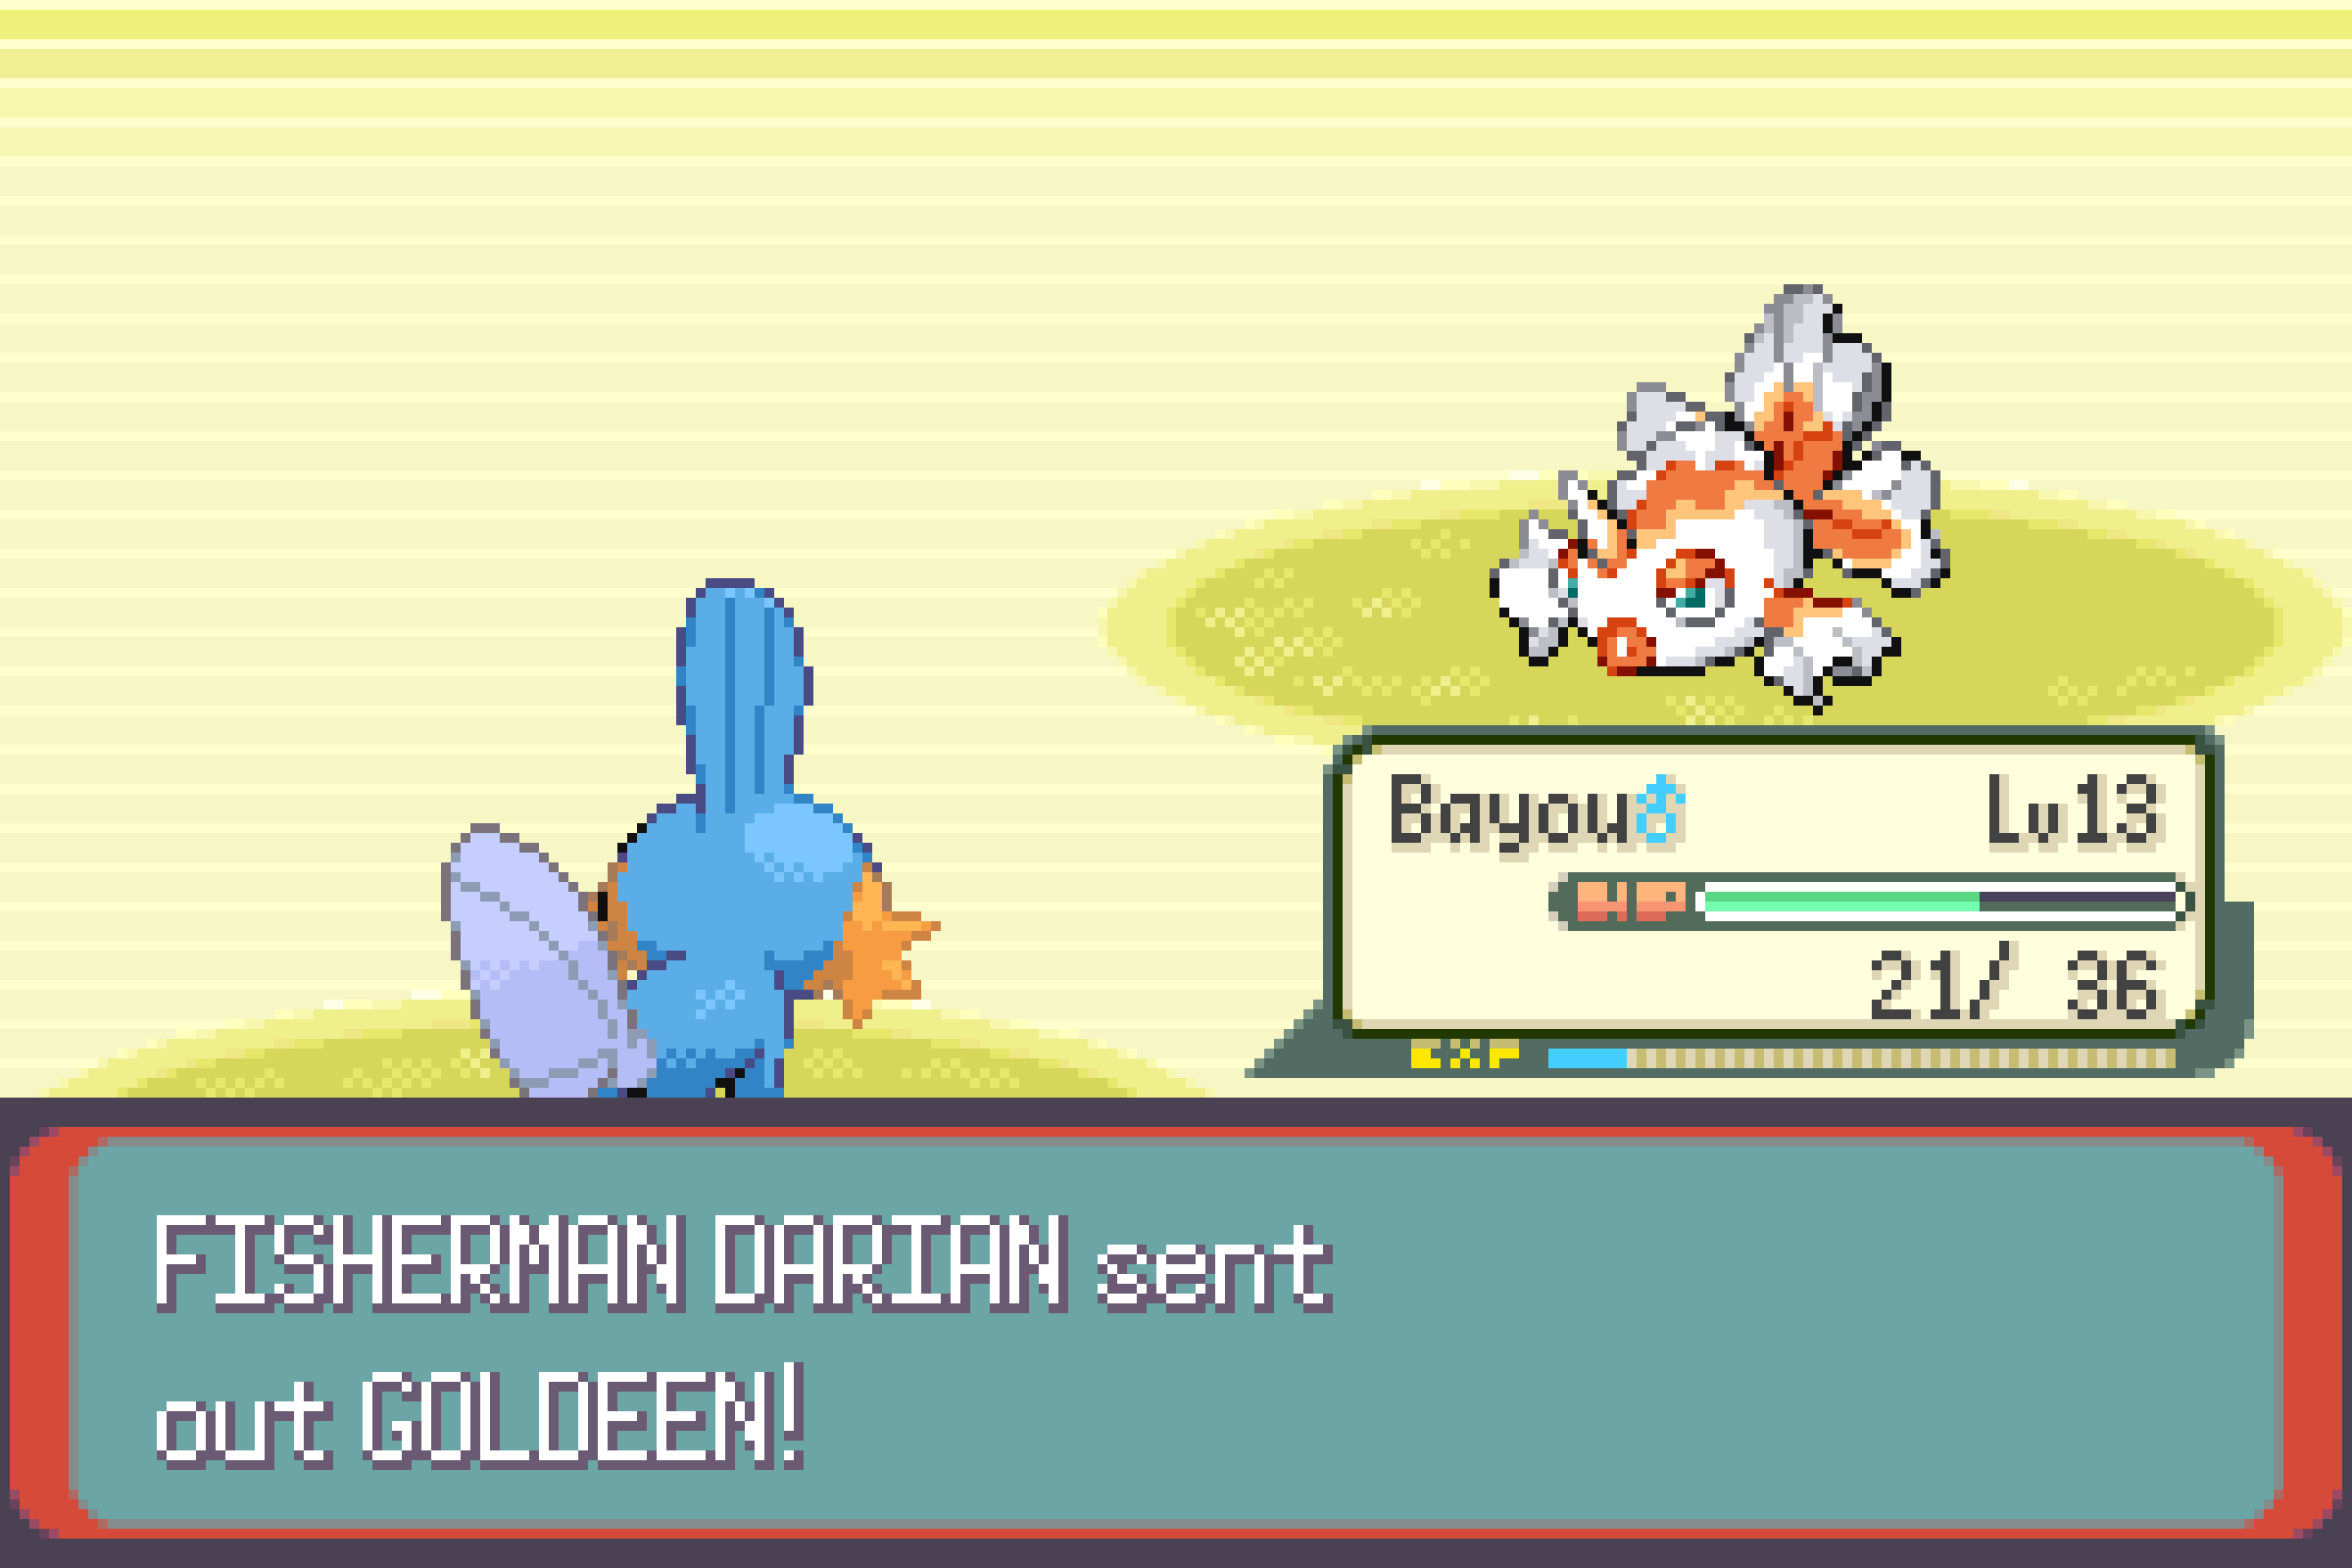 Bayou♂ Lv13
HP
21/ 36
EXP
FISHERMAN DARIAN sent
out GOLDEEN!